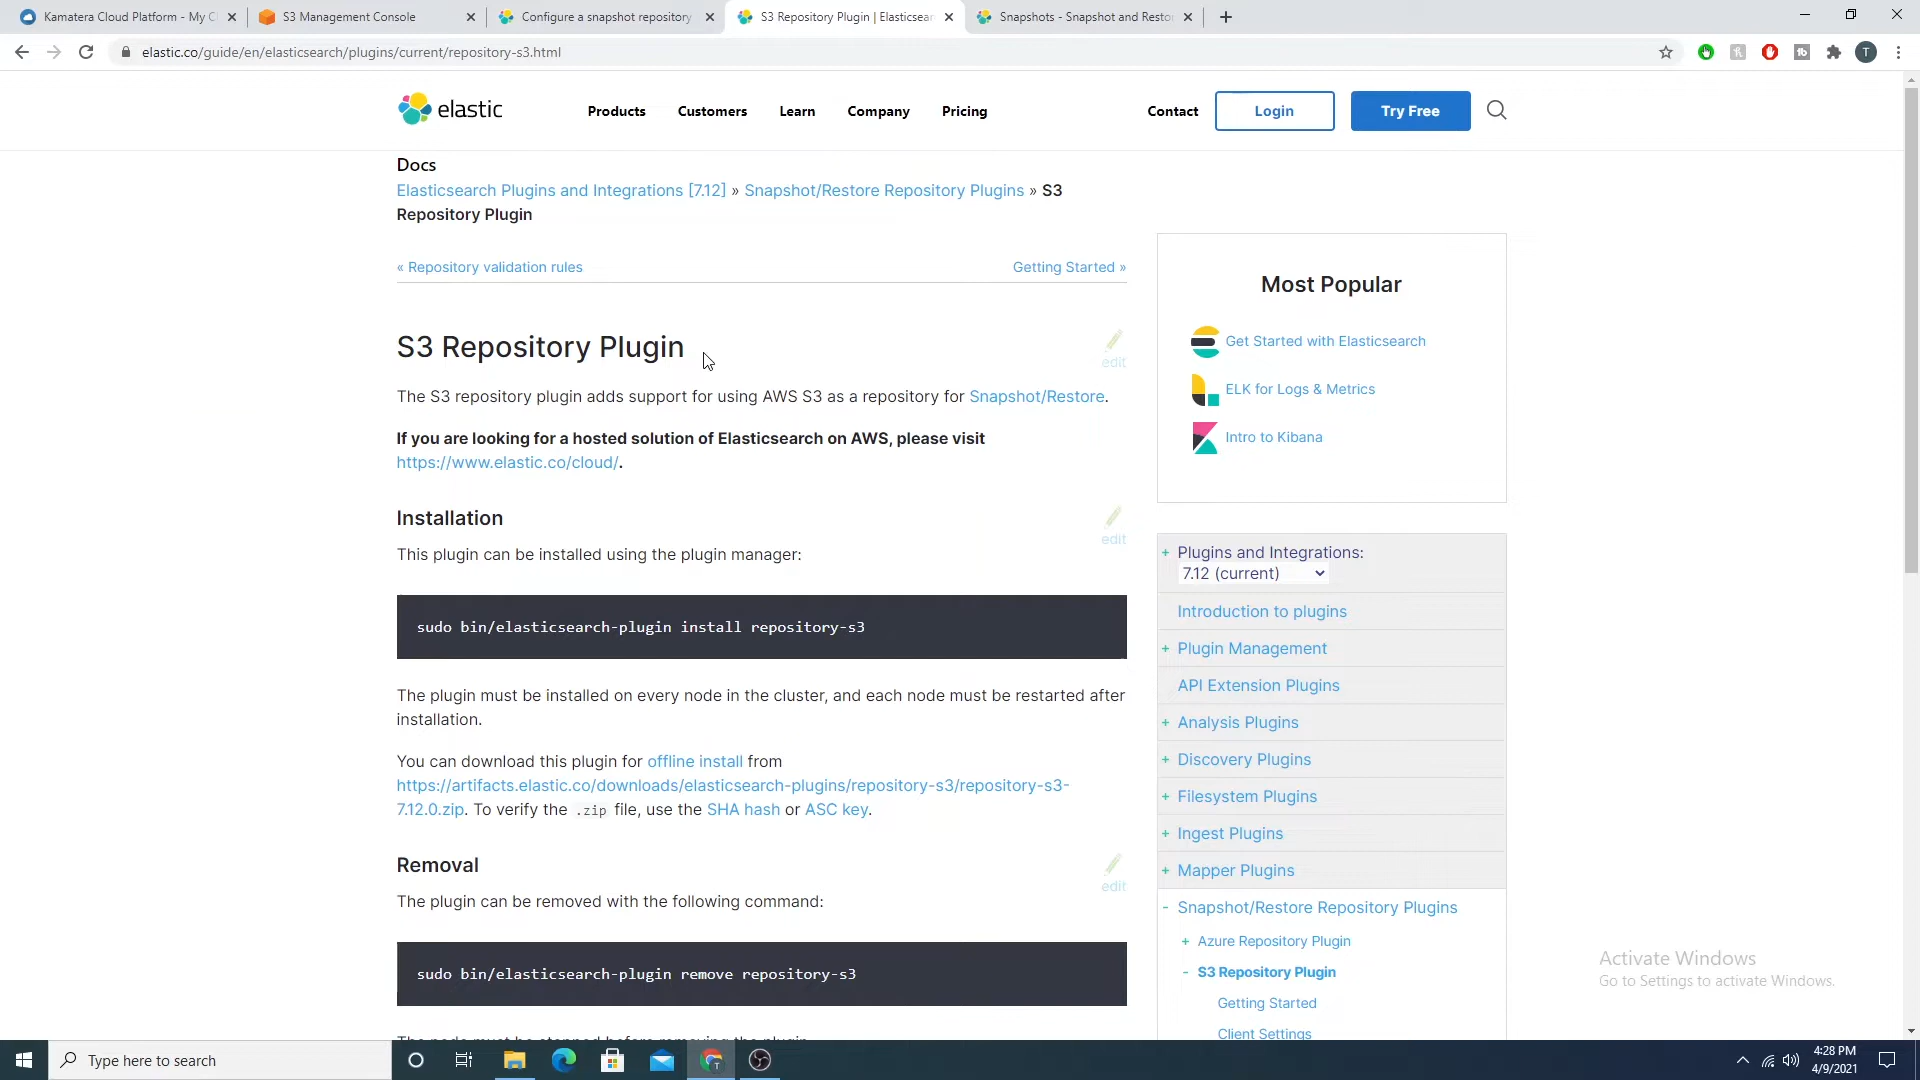 Kamatera Cloud Platform - My C
S3 Management Console
Configure a snapshot repository
S3 Repository Plugin | Elasticsear
Snapshots - Snapshot and Resto
elastic.co/guide/en/elasticsearch/plugins/current/repository-s3.html
T
elastic
Products
Customers
Learn
Company
Pricing
Contact
Login
Try Free
Docs
Elasticsearch Plugins and Integrations [7.12] » Snapshot/Restore Repository Plugins » S3
Repository Plugin
« Repository validation rules
Getting Started »
S3 Repository Plugin
edit
The S3 repository plugin adds support for using AWS S3 as a repository for Snapshot/Restore.
If you are looking for a hosted solution of Elasticsearch on AWS, please visit
https://www.elastic.co/cloud/.
Installation
edit
This plugin can be installed using the plugin manager:
sudo bin/elasticsearch-plugin install repository-s3
The plugin must be installed on every node in the cluster, and each node must be restarted after
installation.
You can download this plugin for offline install from
https://artifacts.elastic.co/downloads/elasticsearch-plugins/repository-s3/repository-s3-
7.12.0.zip. To verify the .zip file, use the SHA hash or ASC key.
Removal
edit
The plugin can be removed with the following command:
sudo bin/elasticsearch-plugin remove repository-s3
The node must be stopped before removing the plugin.
Most Popular
Get Started with Elasticsearch
ELK for Logs & Metrics
Intro to Kibana
+ Plugins and Integrations:
7.12 (current)
Introduction to plugins
+ Plugin Management
API Extension Plugins
+ Analysis Plugins
+ Discovery Plugins
+ Filesystem Plugins
+ Ingest Plugins
+ Mapper Plugins
- Snapshot/Restore Repository Plugins
+ Azure Repository Plugin
- S3 Repository Plugin
Getting Started
Client Settings
Activate Windows
Go to Settings to activate Windows.
Type here to search
4:28 PM
4/9/2021